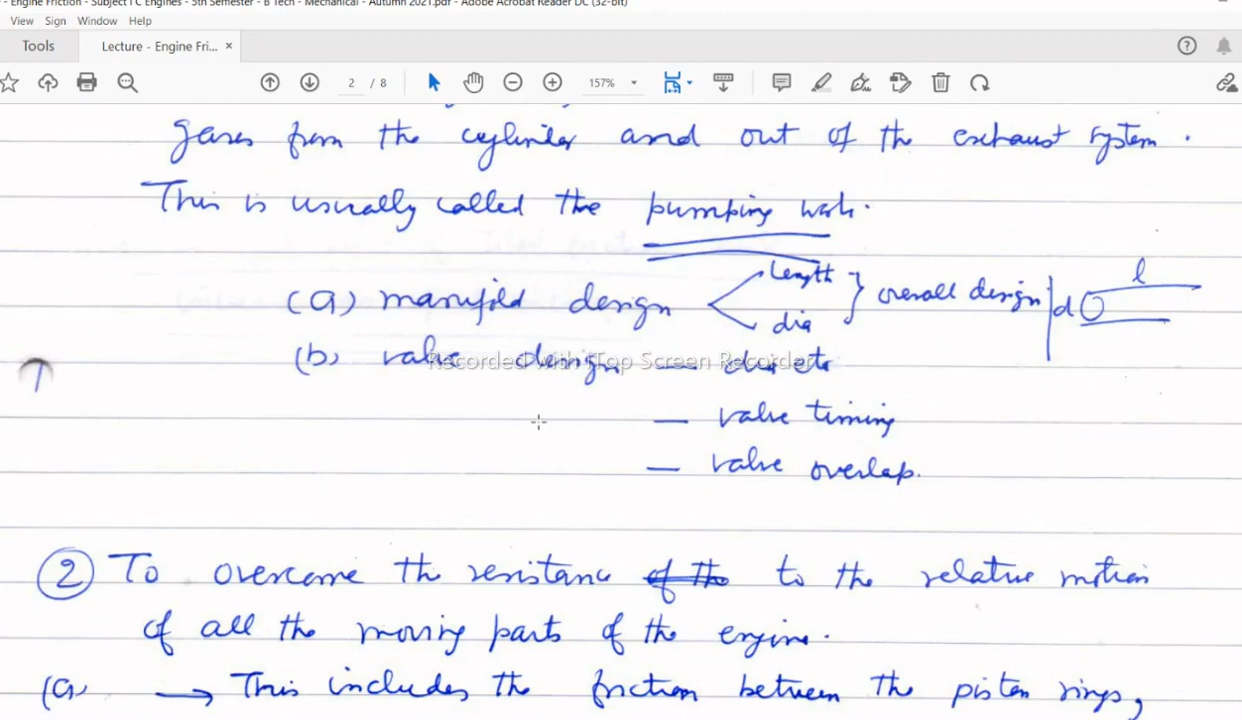 - Engine Friction - Subject I C Engines - 5th Semester - B Tech - Mechanical - Autumn 2021.pdf - Adobe Acrobat Reader DC (32-bit)
View Sign Window Help
Tools Lecture - Engine Fri... ×
2 / 8 157%
gases from the cylinder and out of the exhaust system.
This is usually called the pumping work.
(a) manifold design length } overall design d l
dia
(b) valve design — etc
Recorded With iTop Screen Recorder
— valve timing
— valve overlap.
② To overcome the resistance of the to the relative motion
of all the moving parts of the engine.
(a → This includes the friction between the piston rings,